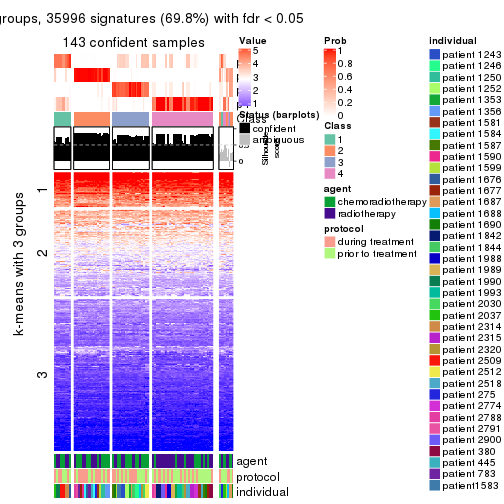 groups, 35996 signatures (69.8%) with fdr < 0.05
143 confident samples
k-means with 3 groups
1
2
3
Class
agent
protocol
individual
Value
5
4
3
2
1
Status (barplots)
confident
ambiguous
Silhouette
score
0
Prob
1
0.8
0.6
0.4
0.2
0
Class
1
2
3
4
agent
chemoradiotherapy
radiotherapy
protocol
during treatment
prior to treatment
individual
patient 1243
patient 1246
patient 1250
patient 1252
patient 1353
patient 1356
patient 1581
patient 1584
patient 1587
patient 1590
patient 1599
patient 1676
patient 1677
patient 1687
patient 1688
patient 1690
patient 1842
patient 1844
patient 1988
patient 1989
patient 1990
patient 1993
patient 2030
patient 2037
patient 2314
patient 2315
patient 2320
patient 2509
patient 2512
patient 2518
patient 275
patient 2774
patient 2788
patient 2791
patient 2900
patient 380
patient 445
patient 783
patient1583